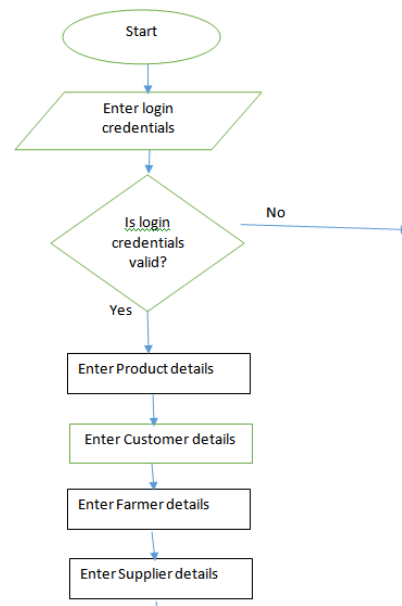 Start
Enter login
credentials
Is login
credentials
valid?
No
Yes
Enter Product details
Enter Customer details
Enter Farmer details
Enter Supplier details